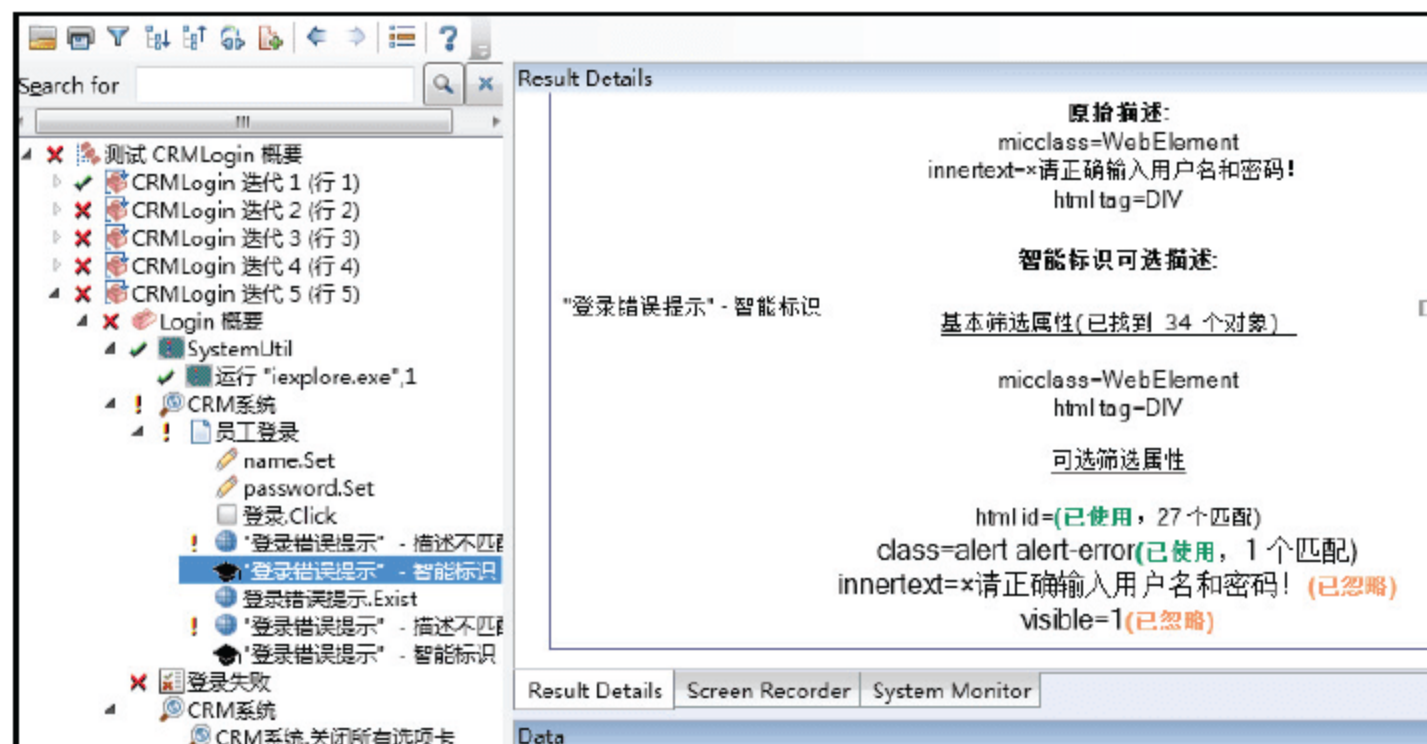 Search for
测试 CRMLogin 概要
CRMLogin 迭代 1 (行 1)
CRMLogin 迭代 2 (行 2)
CRMLogin 迭代 3 (行 3)
CRMLogin 迭代 4 (行 4)
CRMLogin 迭代 5 (行 5)
Login 概要
SystemUtil
运行 "iexplore.exe",1
CRM系统
员工登录
name.Set
password.Set
登录.Click
"登录错误提示" - 描述不匹配
"登录错误提示" - 智能标识
登录错误提示.Exist
"登录错误提示" - 描述不匹配
"登录错误提示" - 智能标识
登录失败
CRM系统
CRM系统.关闭所有选项卡
Result Details
"登录错误提示" - 智能标识
原始描述:
micclass=WebElement
innertext=×请正确输入用户名和密码!
html tag=DIV
智能标识可选描述:
基本筛选属性(已找到 34 个对象)
micclass=WebElement
html tag=DIV
可选筛选属性
html id=(已使用，27 个匹配)
class=alert alert-error(已使用，1 个匹配)
innertext=×请正确输入用户名和密码! (已忽略)
visible=1(已忽略)
Result Details
Screen Recorder
System Monitor
Data